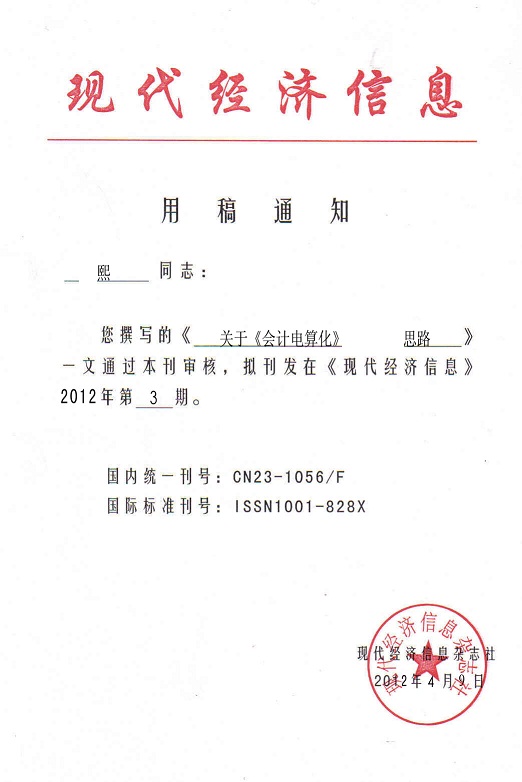 现代经济信息
用稿通知
熙 同志：
您撰写的《 关于《会计电算化》 思路 》
一文通过本刊审核，拟刊发在《现代经济信息》
2012年第 3 期。
国内统一刊号：CN23-1056/F
国际标准刊号：ISSN1001-828X
现代经济信息杂志社
现代经济信息杂志社
2012年4月9日